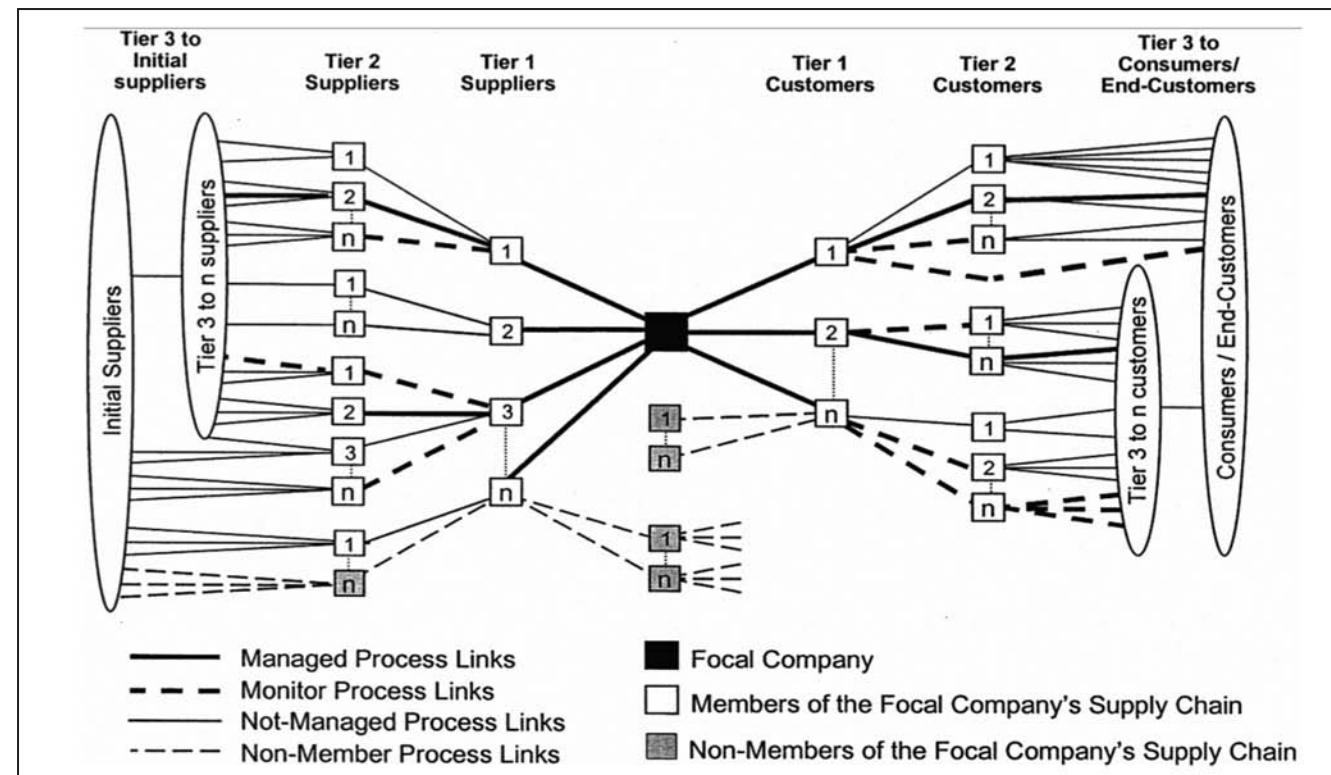 Tier 3 to
Initial
suppliers
Tier 2
Suppliers
Tier 1
Suppliers
Tier 1
Customers
Tier 2
Customers
Tier 3 to
Consumers/
End-Customers
Initial Suppliers
Tier 3 to n suppliers
1
2
n
1
n
1
2
3
n
1
n
1
2
3
n
1
n
1
n
1
2
n
1
2
n
1
n
1
2
n
Tier 3 to n customers
Consumers / End-Customers
Managed Process Links
Monitor Process Links
Not-Managed Process Links
Non-Member Process Links
Focal Company
Members of the Focal Company's Supply Chain
Non-Members of the Focal Company's Supply Chain